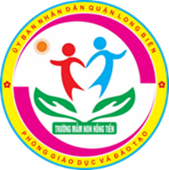 ỦY BAN NHÂN DÂN QUẬN LONG BIÊN
TRƯỜNG MẦM NON HỒNG TIẾN
PHÒNG GIÁO DỤC VÀ ĐÀO TẠO